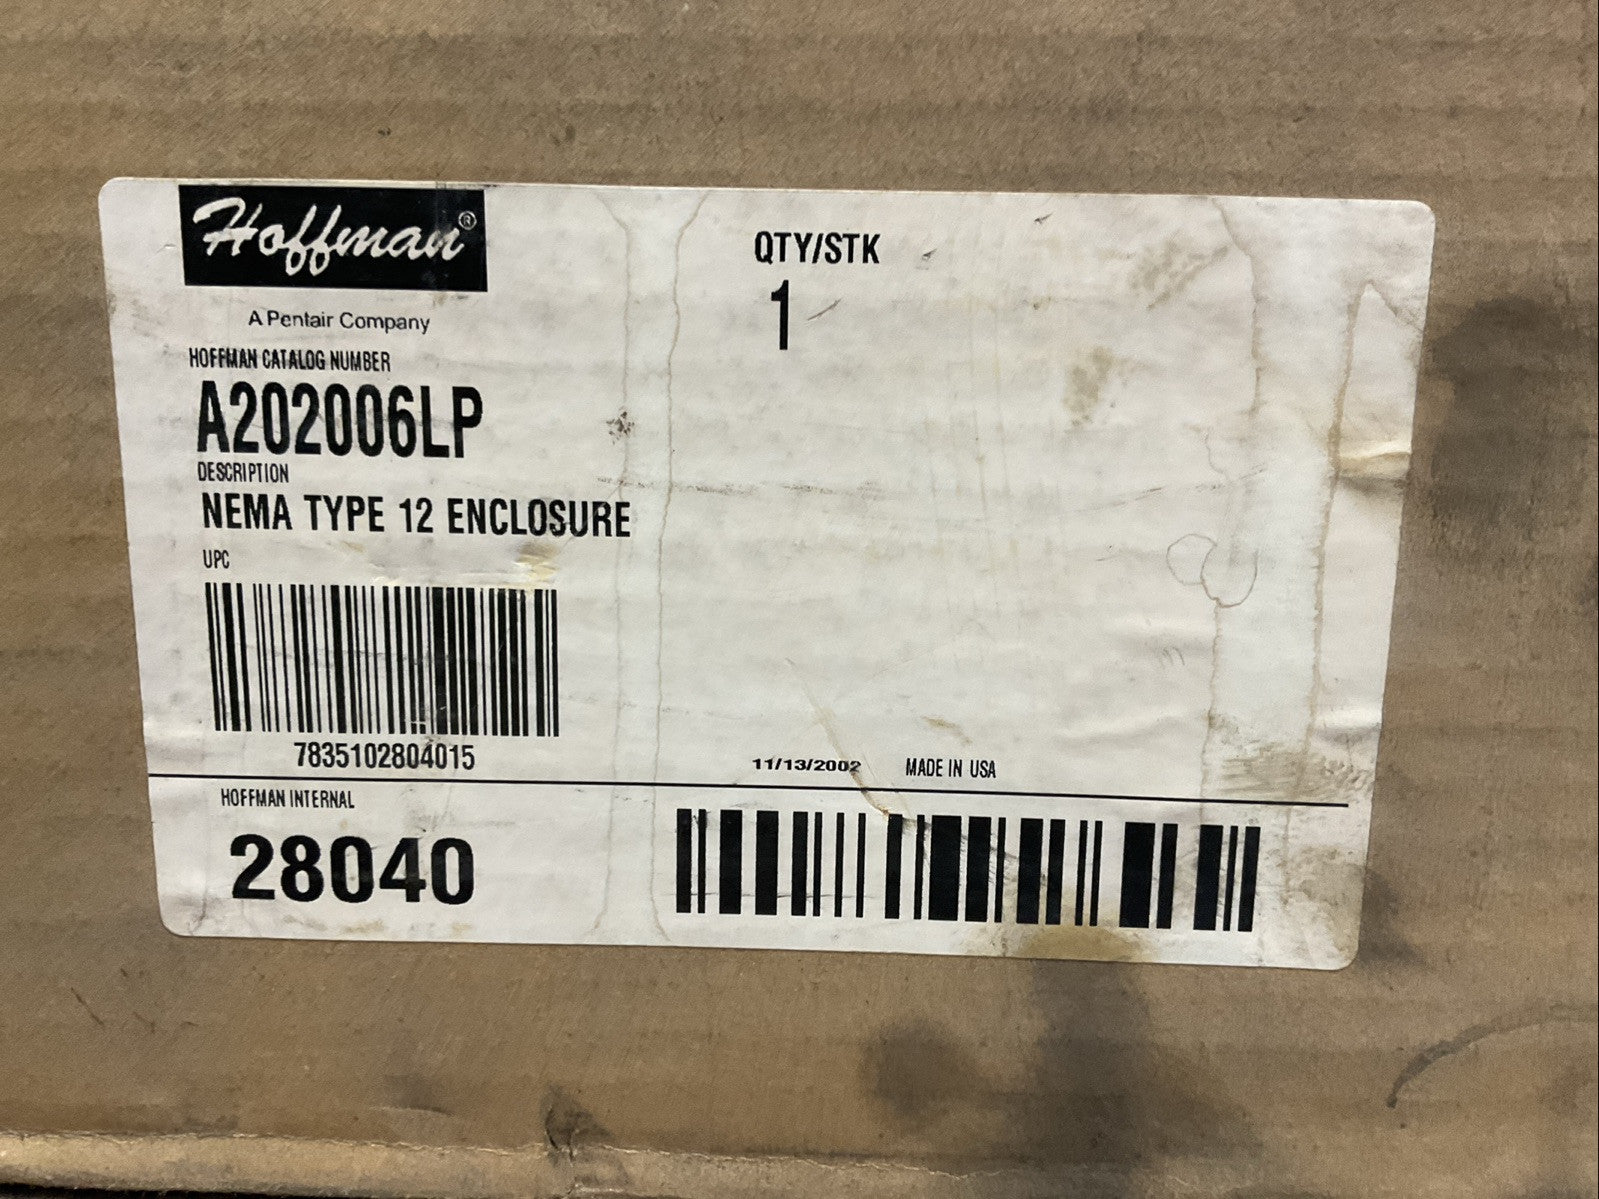 Hoffman®
A Pentair Company
HOFFMAN CATALOG NUMBER
A202006LP
DESCRIPTION
NEMA TYPE 12 ENCLOSURE
UPC
7835102804015
QTY/STK
1
11/13/2002 MADE IN USA
HOFFMAN INTERNAL
28040